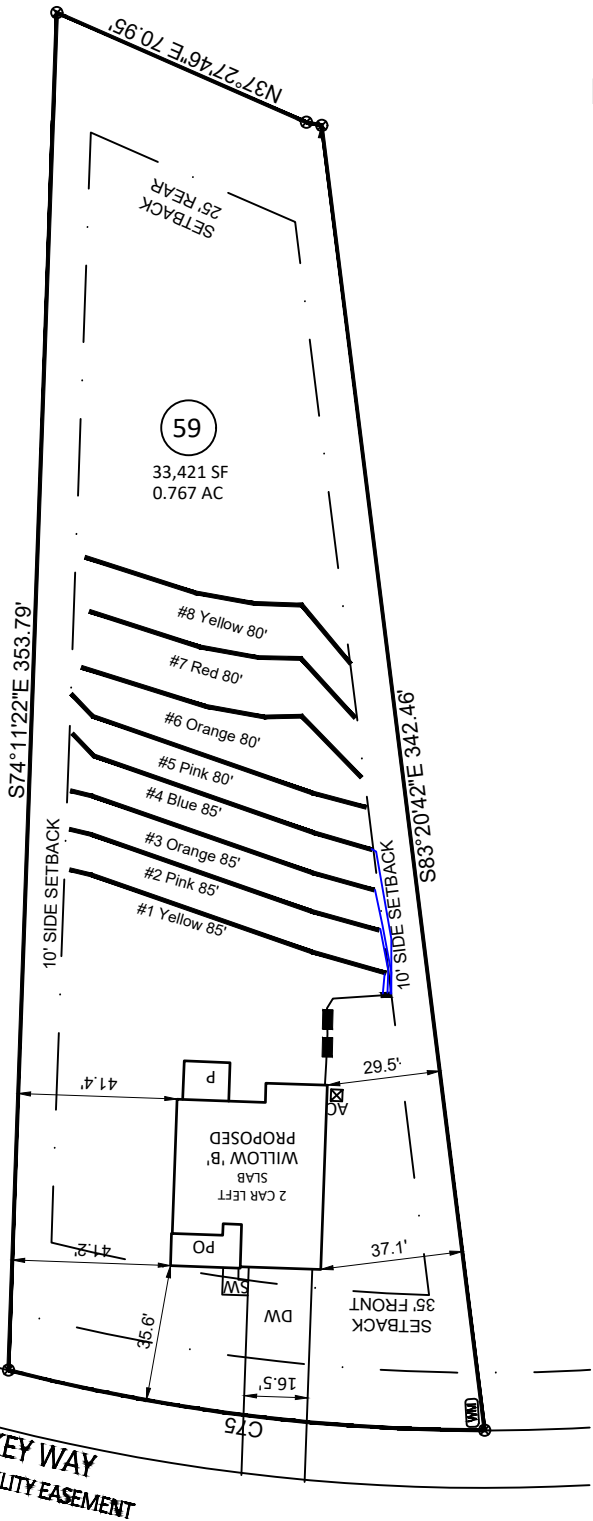 N37°27'46"E 70.95'
25' REAR
SETBACK
59
33,421 SF
0.767 AC
S74°11'22"E 353.79'
S83°20'42"E 342.46'
#8 Yellow 80'
#7 Red 80'
#6 Orange 80'
#5 Pink 80'
#4 Blue 85'
#3 Orange 85'
#2 Pink 85'
#1 Yellow 85'
10' SIDE SETBACK
10' SIDE SETBACK
29.5'
41.4'
P
AC
PROPOSED
WILLOW 'B'
SLAB
2 CAR LEFT
PO
41.2'
37.1'
SW
DW
35' FRONT
SETBACK
35.6'
16.5'
WM
C75
KEY WAY
LITY EASEMENT